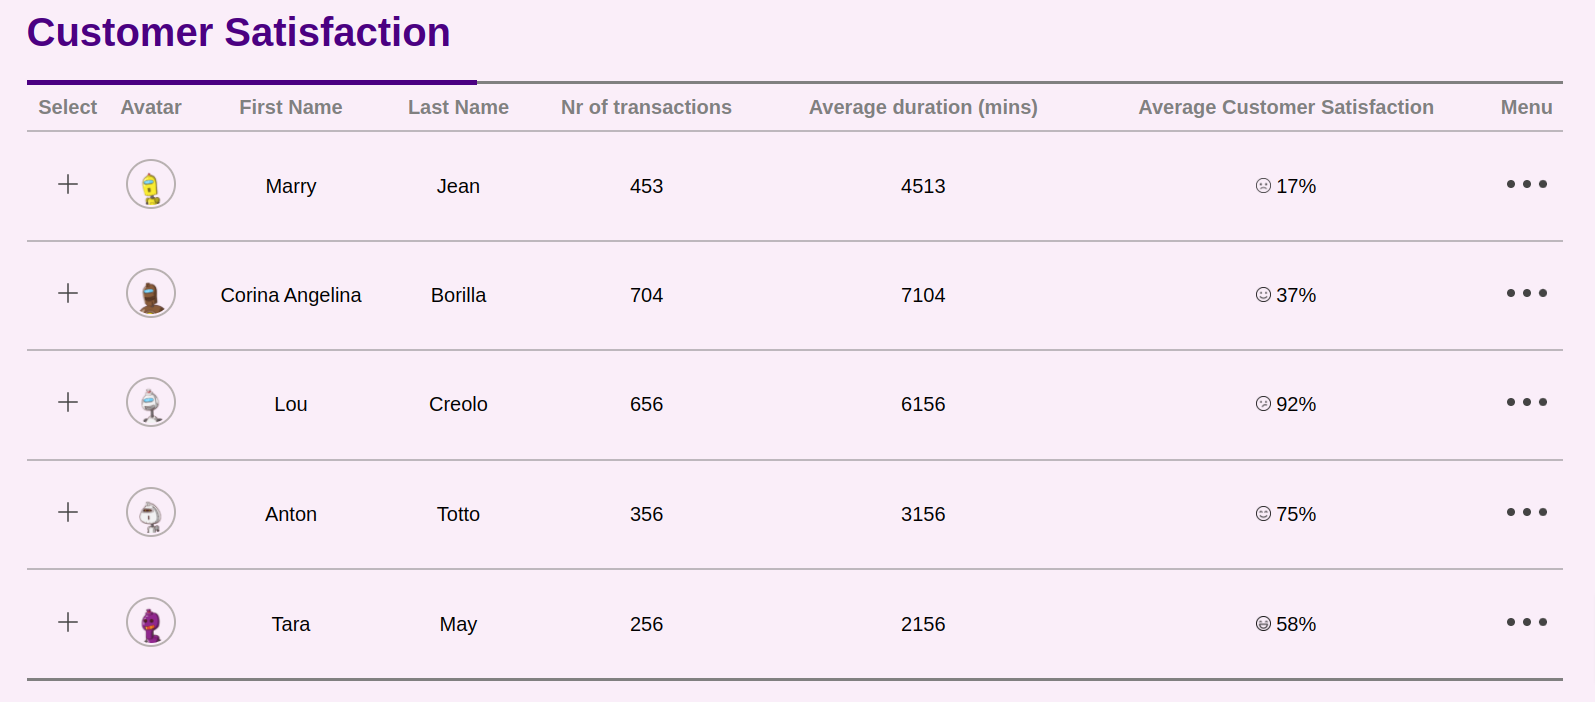 Customer Satisfaction
Select Avatar First Name Last Name Nr of transactions Average duration (mins) Average Customer Satisfaction Menu
Marry Jean 453 4513 17%
Corina Angelina Borilla 704 7104 37%
Lou Creolo 656 6156 92%
Anton Totto 356 3156 75%
Tara May 256 2156 58%